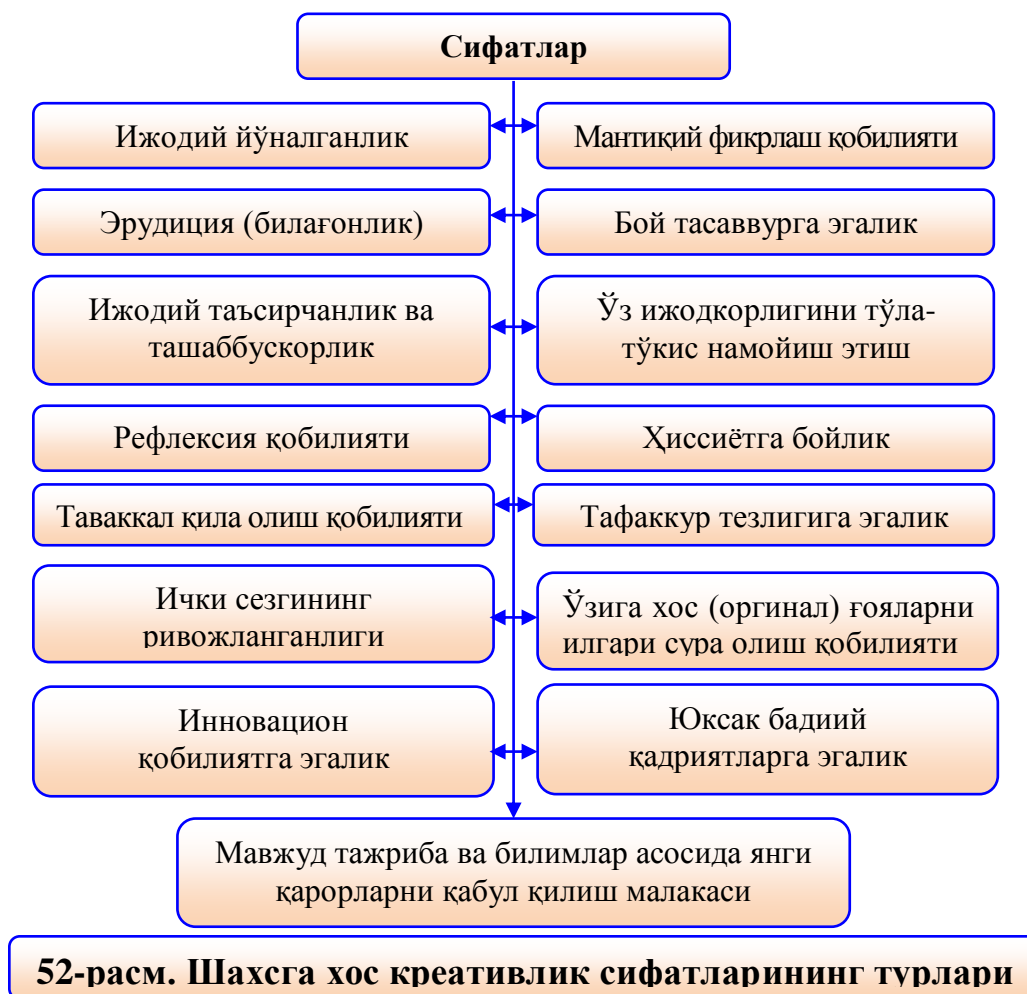 Сифатлар
Ижодий йўналганлик
Мантиқий фикрлаш қобилияти
Эрудиция (билағонлик)
Бой тасаввурга эгалик
Ижодий таъсирчанлик ва
ташаббускорлик
Ўз ижодкорлигини тўла-
тўкис намойиш этиш
Рефлексия қобилияти
Ҳиссиётга бойлик
Таваккал қила олиш қобилияти
Тафаккур тезлигига эгалик
Ички сезгининг
ривожланганлиги
Ўзига хос (оргинал) ғояларни
илгари сура олиш қобилияти
Инновацион
қобилиятга эгалик
Юксак бадиий
қадриятларга эгалик
Мавжуд тажриба ва билимлар асосида янги
қарорларни қабул қилиш малакаси
52-расм. Шахсга хос креативлик сифатларининг турлари